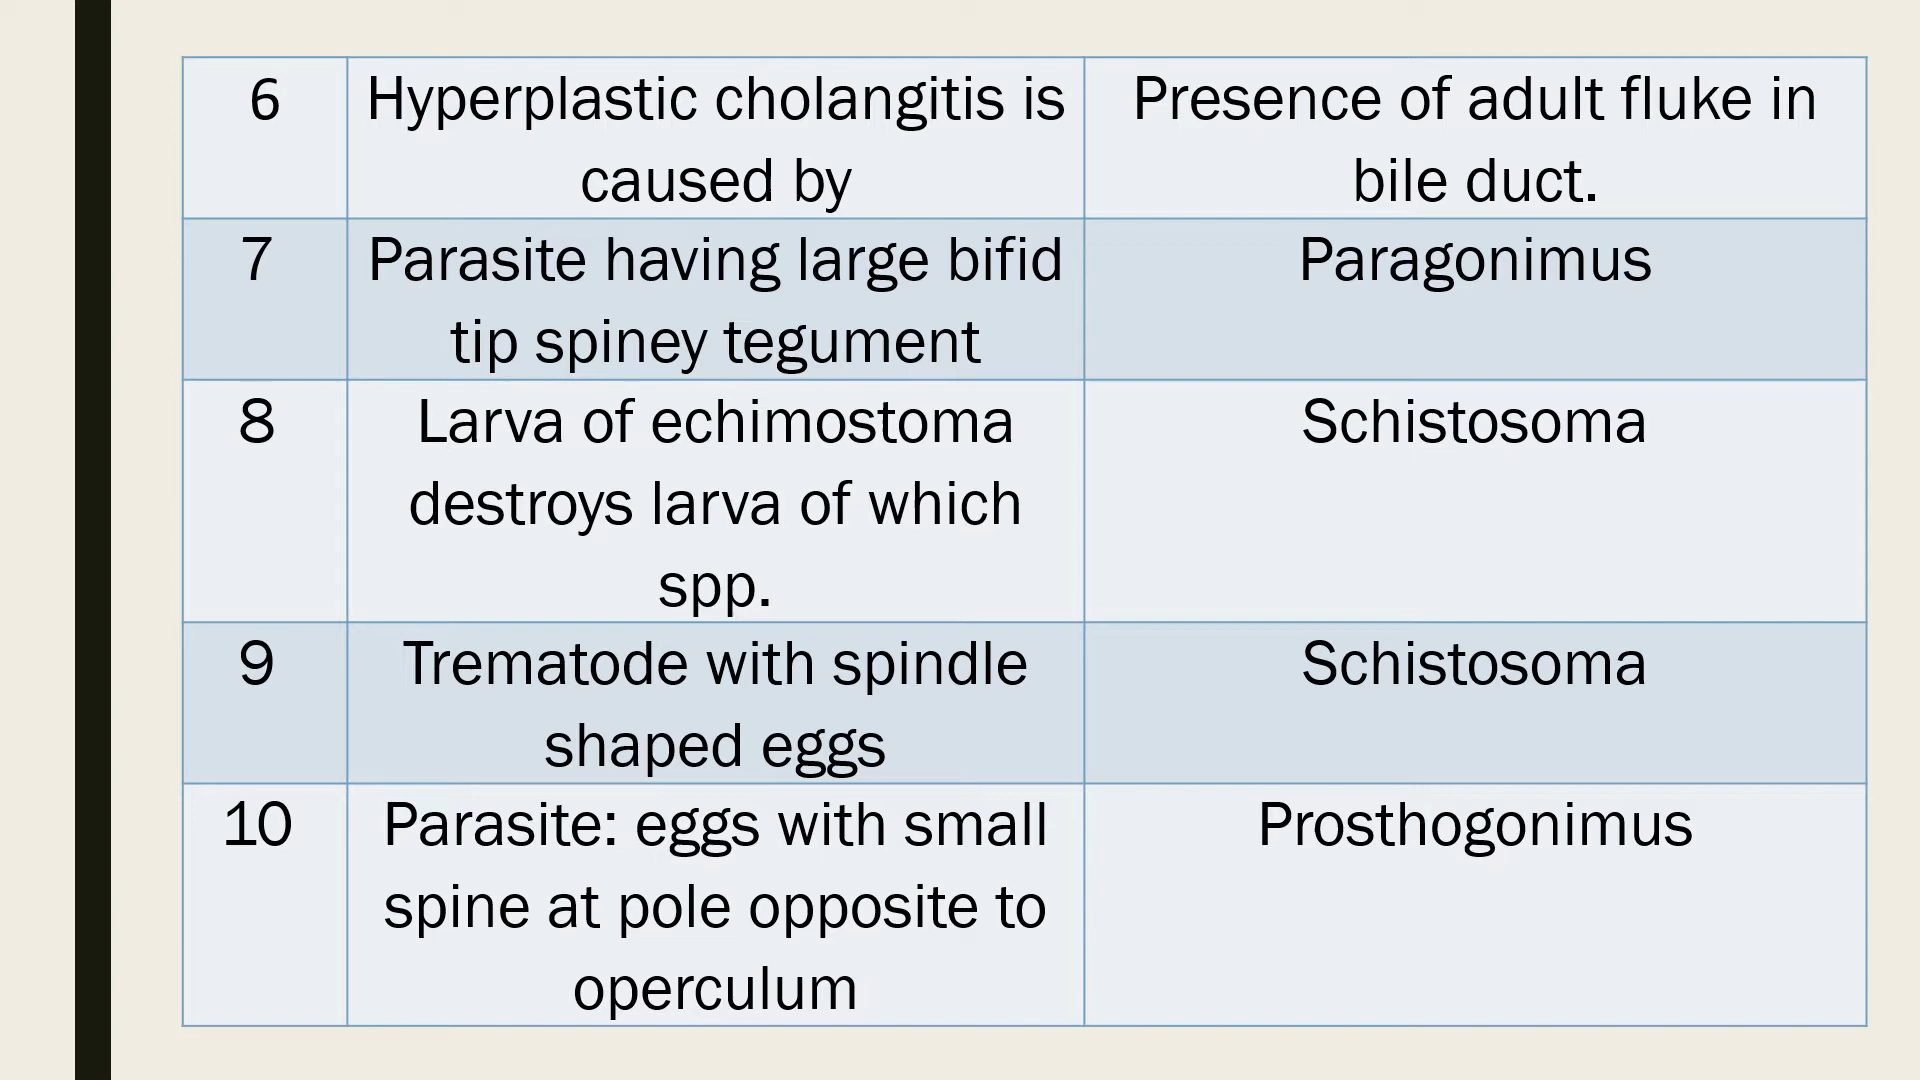 6
Hyperplastic cholangitis is
caused by
Presence of adult fluke in
bile duct.
7
Parasite having large bifid
tip spiney tegument
Paragonimus
8
Larva of echimostoma
destroys larva of which
spp.
Schistosoma
9
Trematode with spindle
shaped eggs
Schistosoma
10
Parasite: eggs with small
spine at pole opposite to
operculum
Prosthogonimus